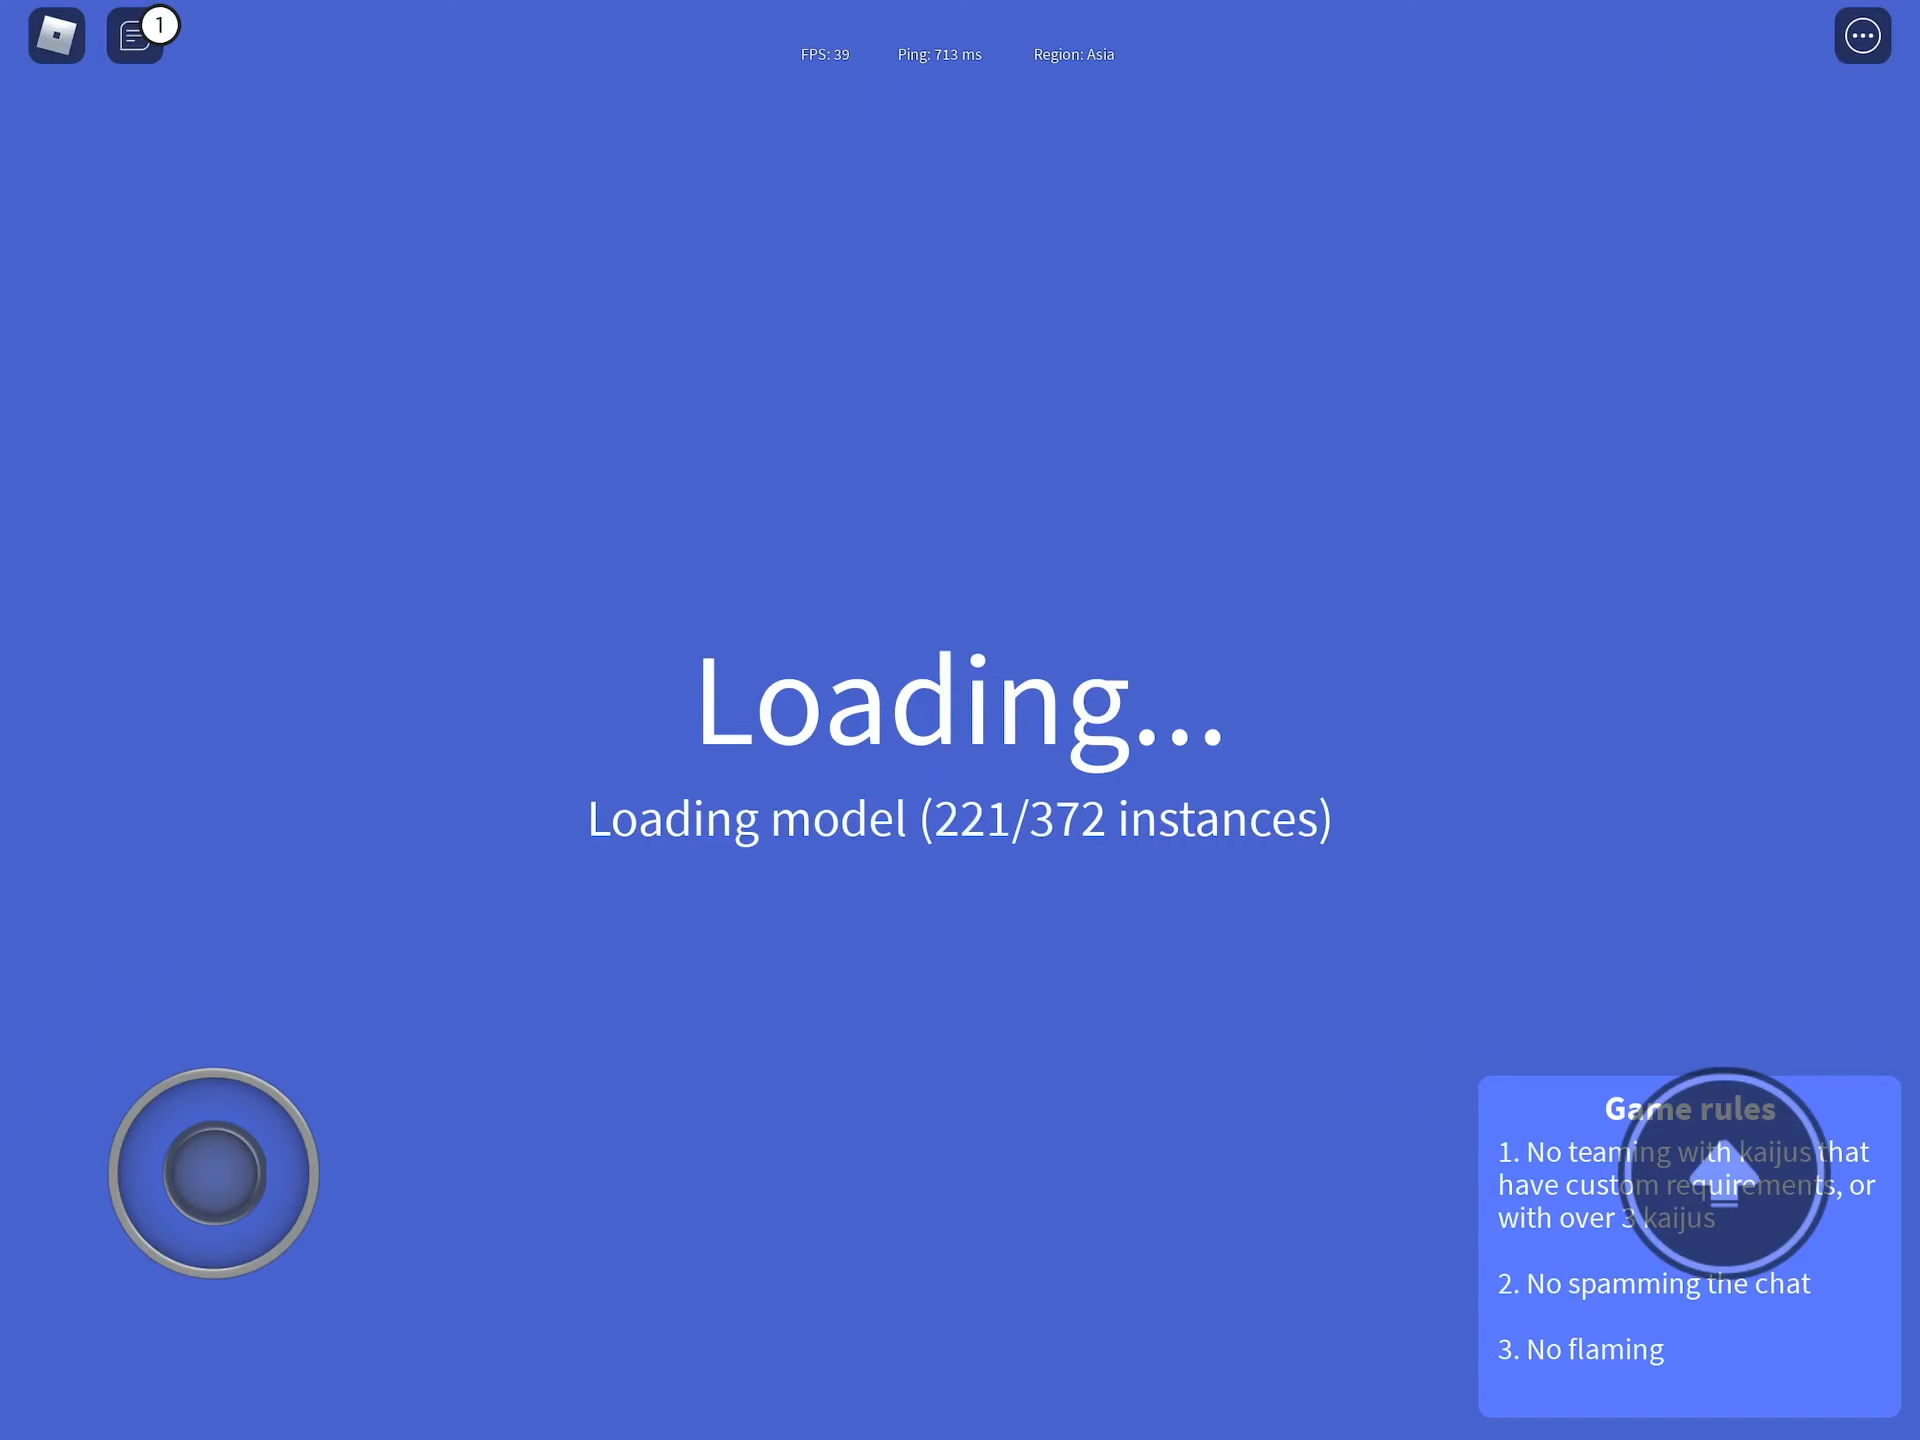 1
FPS: 39 Ping: 713 ms Region: Asia
Loading...
Loading model (221/372 instances)
Game rules
1. No teaming with kaijus that
have custom requirements, or
with over 3 kaijus
2. No spamming the chat
3. No flaming